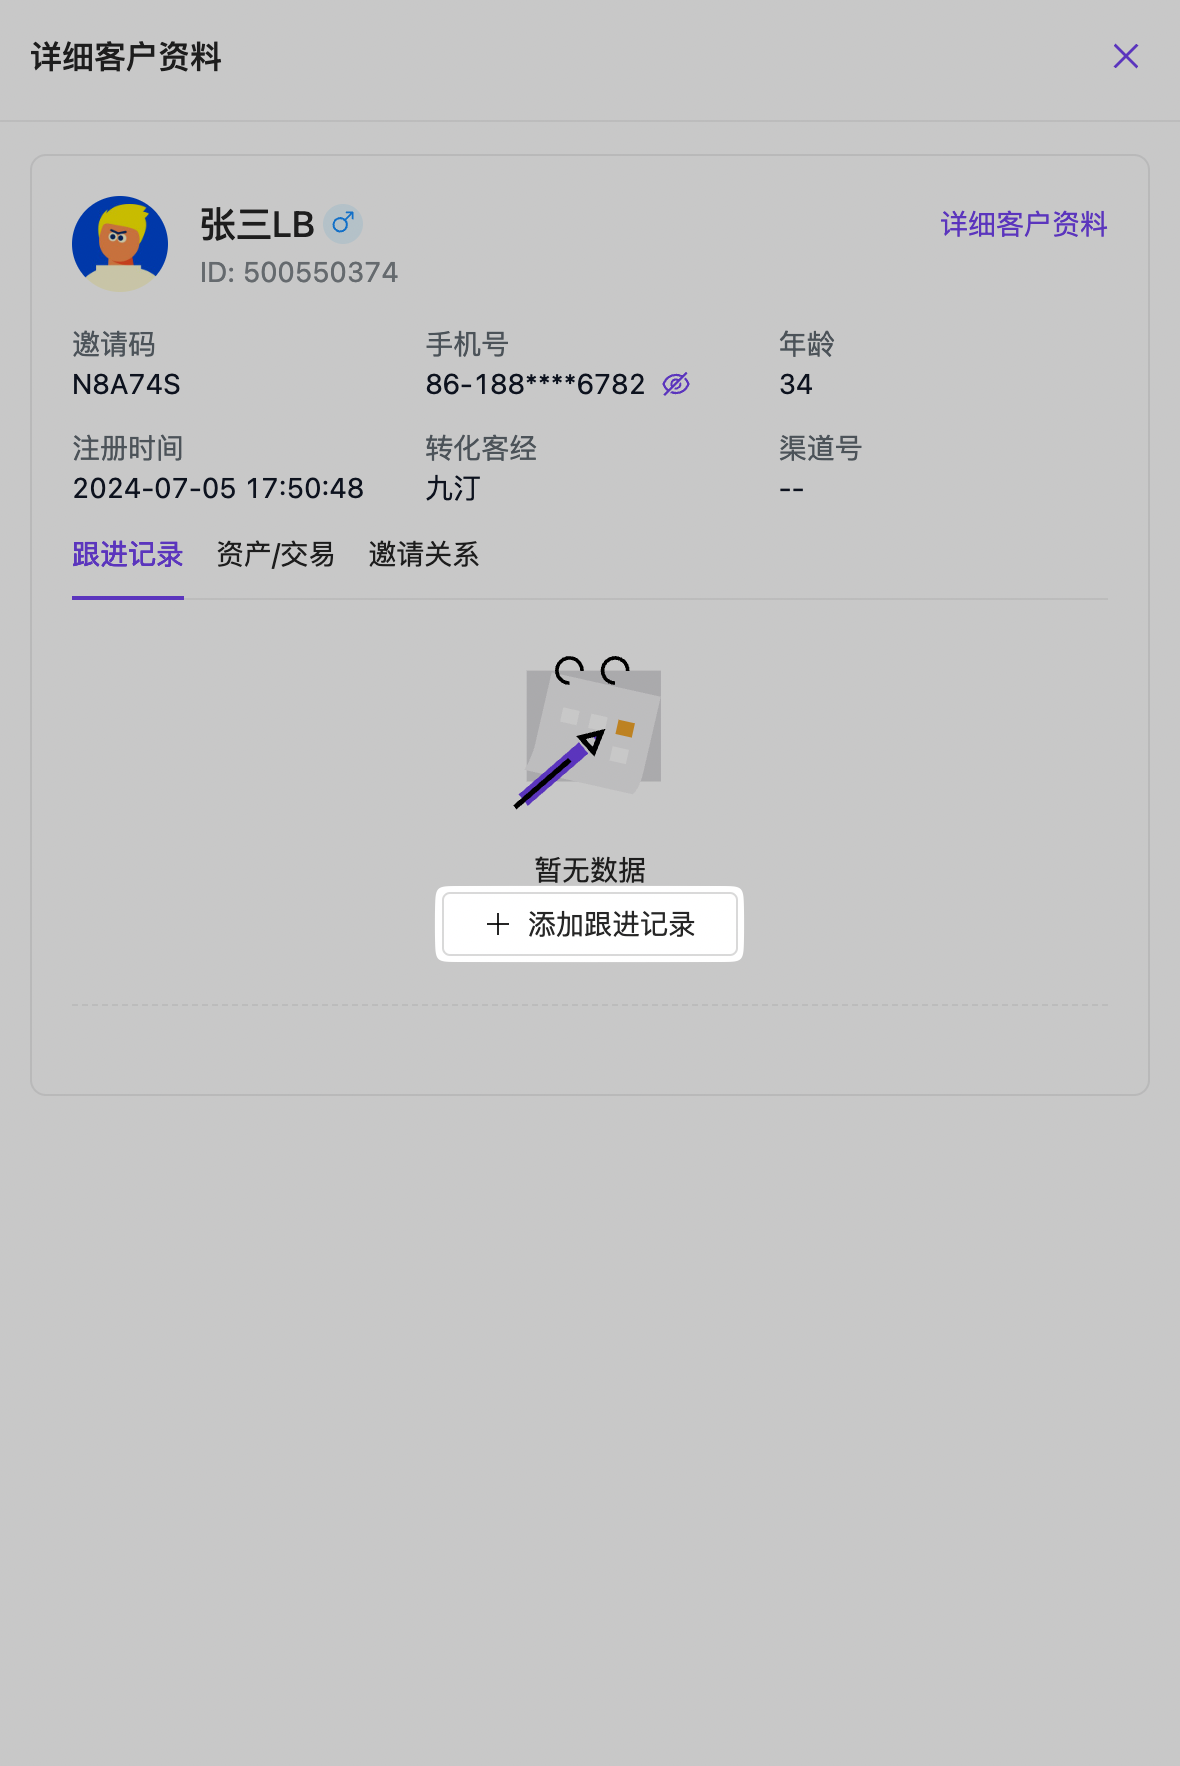 详细客户资料
张三LB
详细客户资料
ID: 500550374
邀请码 手机号 年龄
N8A74S 86-188****6782 34
注册时间 转化客经 渠道号
2024-07-05 17:50:48 九汀 --
跟进记录 资产/交易 邀请关系
暂无数据
添加跟进记录